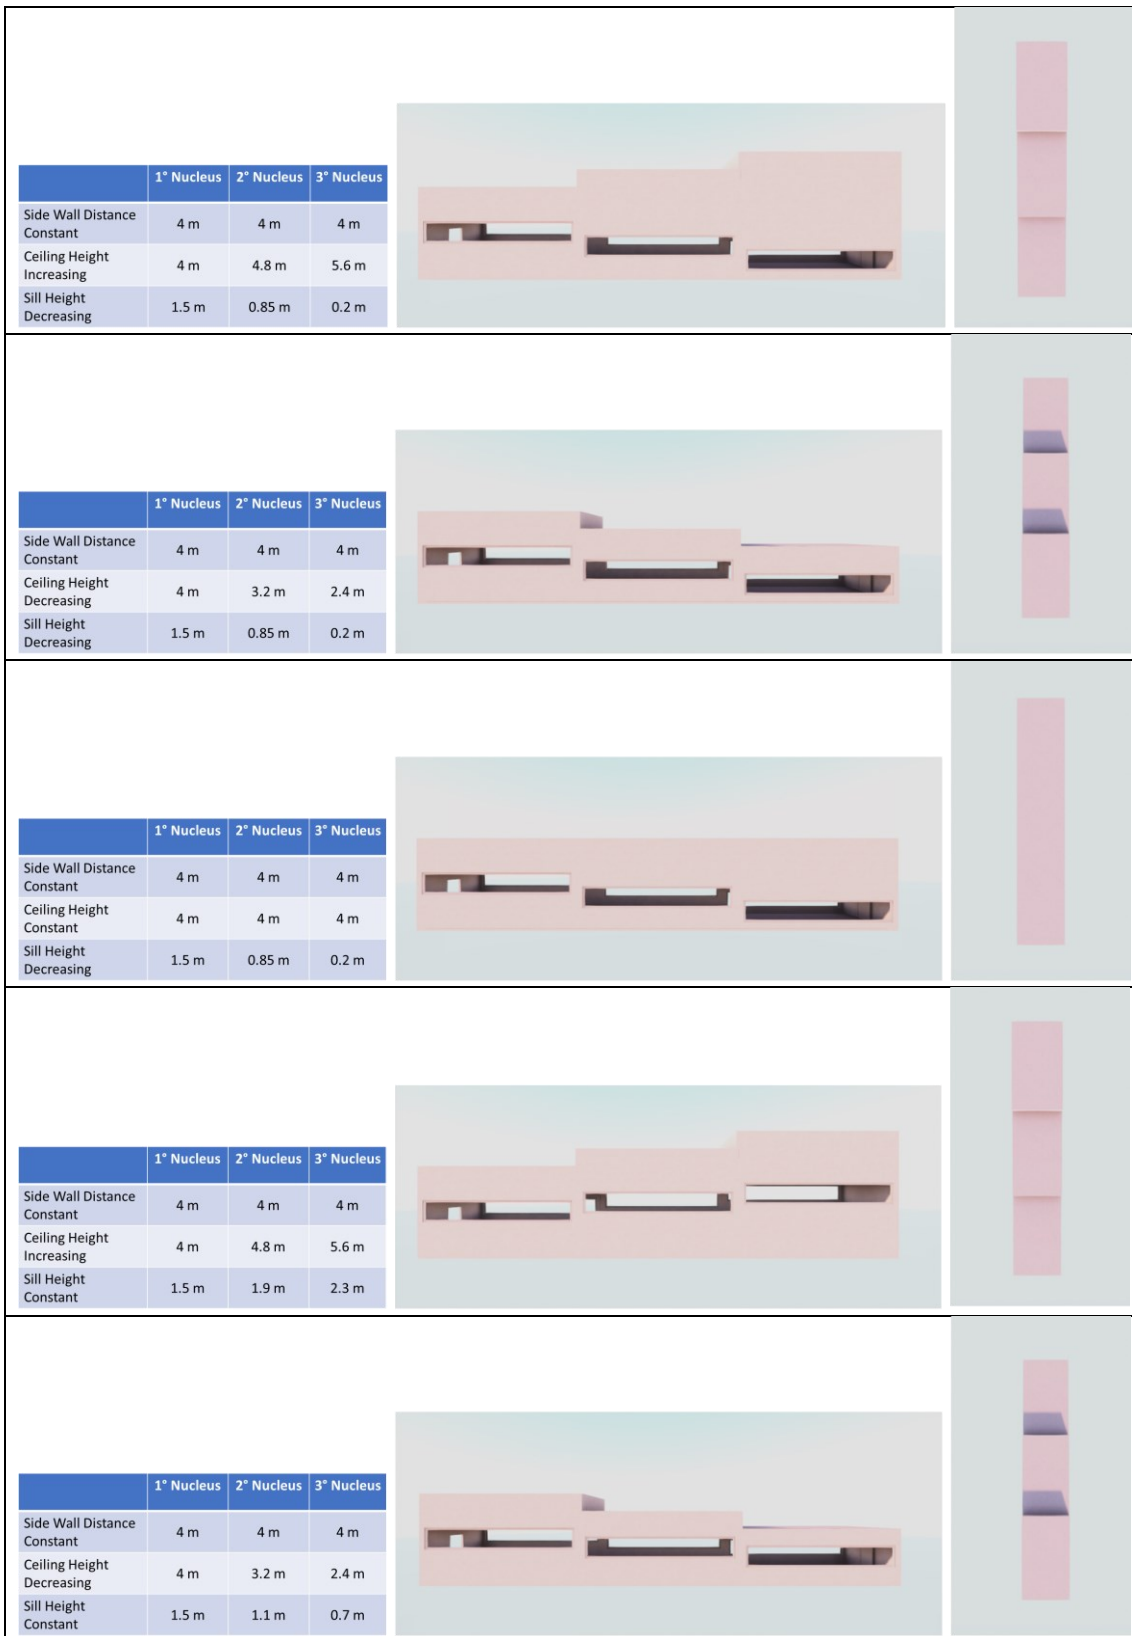 1° Nucleus 2° Nucleus 3° Nucleus
Side Wall Distance
Constant 4 m 4 m 4 m
Ceiling Height
Increasing 4 m 4.8 m 5.6 m
Sill Height
Decreasing 1.5 m 0.85 m 0.2 m
1° Nucleus 2° Nucleus 3° Nucleus
Side Wall Distance
Constant 4 m 4 m 4 m
Ceiling Height
Decreasing 4 m 3.2 m 2.4 m
Sill Height
Decreasing 1.5 m 0.85 m 0.2 m
1° Nucleus 2° Nucleus 3° Nucleus
Side Wall Distance
Constant 4 m 4 m 4 m
Ceiling Height
Constant 4 m 4 m 4 m
Sill Height
Decreasing 1.5 m 0.85 m 0.2 m
1° Nucleus 2° Nucleus 3° Nucleus
Side Wall Distance
Constant 4 m 4 m 4 m
Ceiling Height
Increasing 4 m 4.8 m 5.6 m
Sill Height
Constant 1.5 m 1.9 m 2.3 m
1° Nucleus 2° Nucleus 3° Nucleus
Side Wall Distance
Constant 4 m 4 m 4 m
Ceiling Height
Decreasing 4 m 3.2 m 2.4 m
Sill Height
Constant 1.5 m 1.1 m 0.7 m